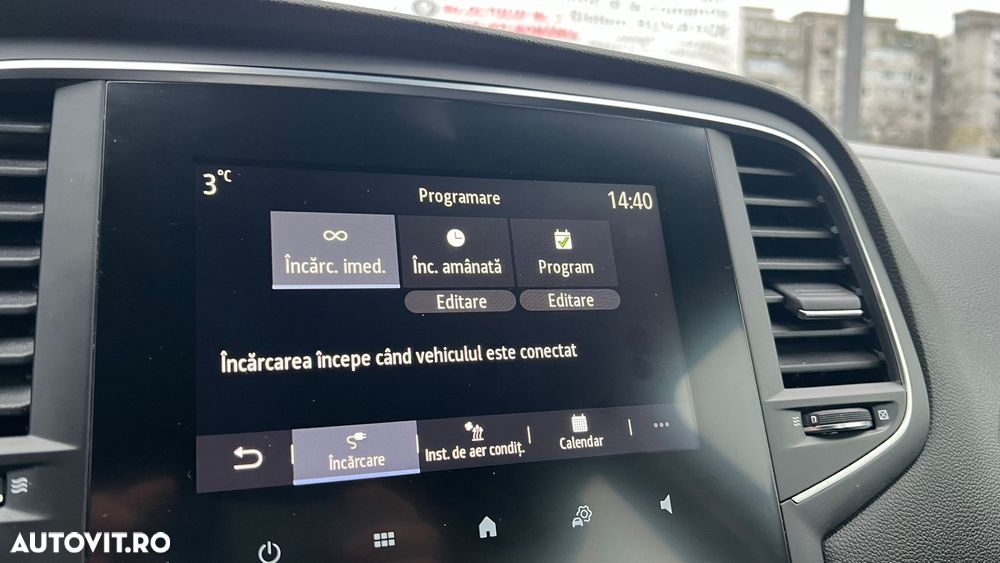 3°C
Programare
14:40
Încărc. imed.
Înc. amânată
Program
Editare
Editare
Încărcarea începe când vehiculul este conectat
Încărcare
Inst. de aer condiț.
Calendar
AUTOVIT.RO